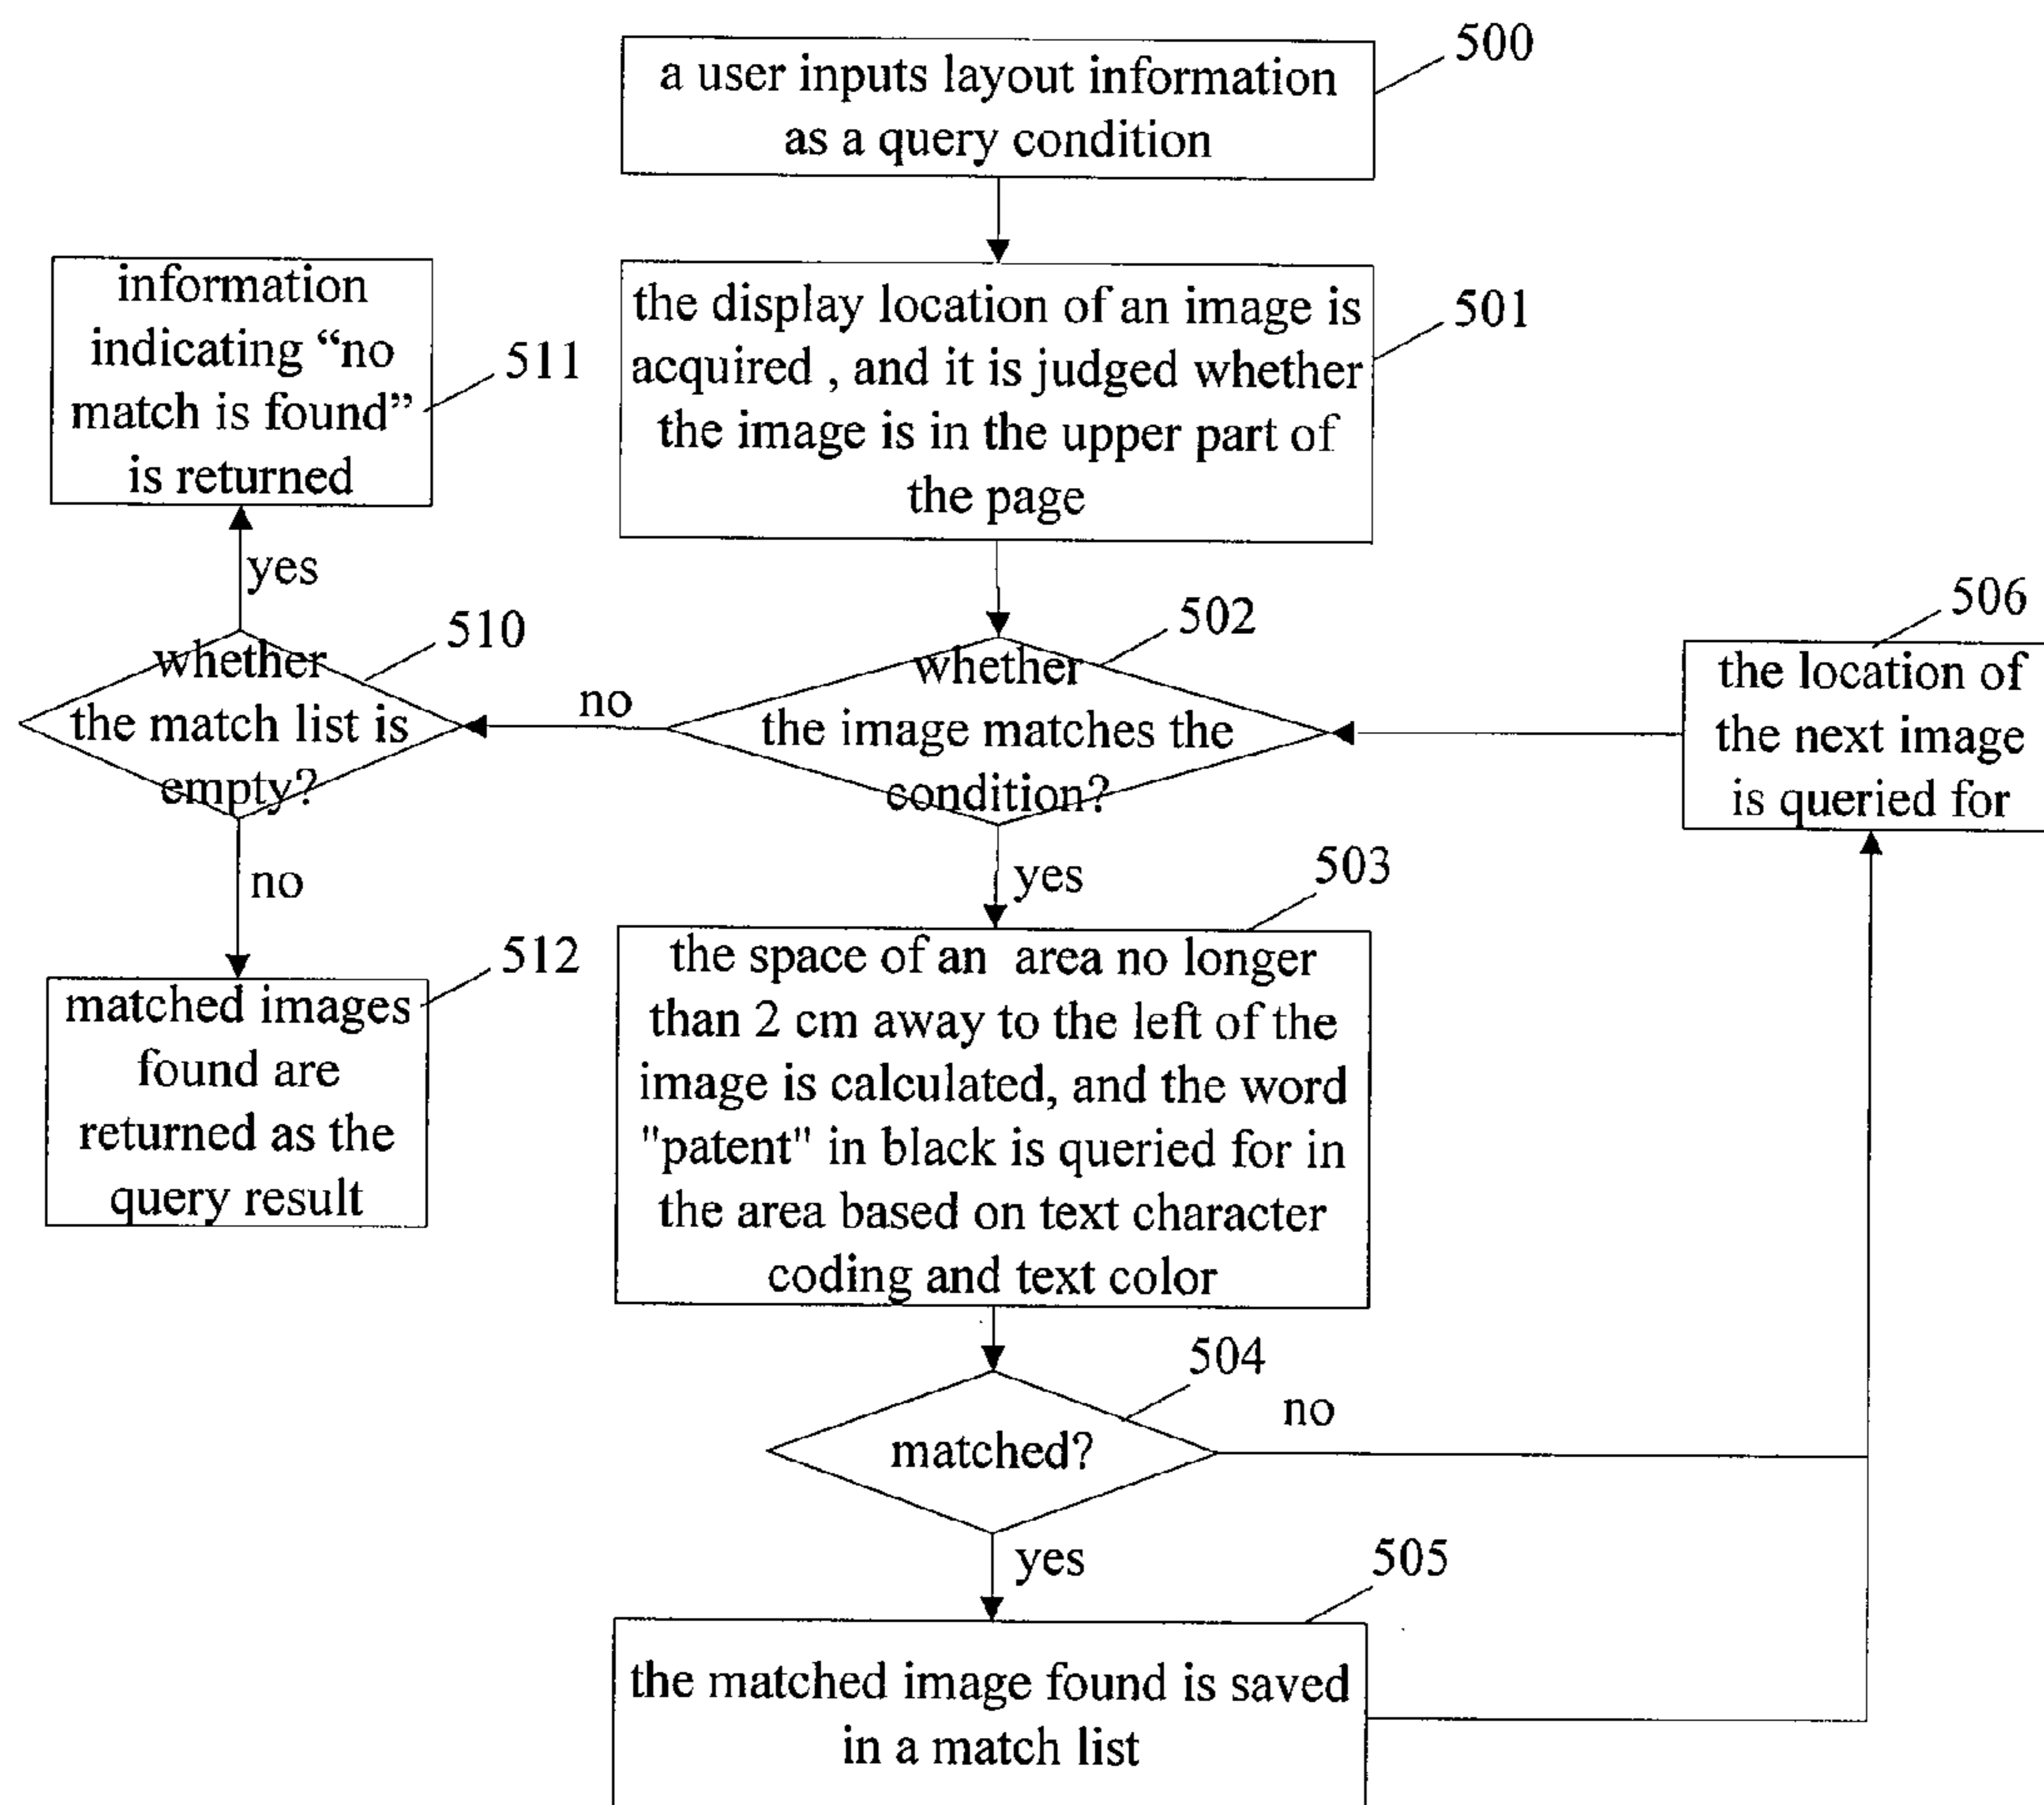 500
a user inputs layout information
as a query condition
501
the display location of an image is
acquired , and it is judged whether
the image is in the upper part of
the page
information
indicating “no
match is found”
is returned
511
yes
510
whether
the match list is
empty?
no
502
whether
the image matches the
condition?
506
the location of
the next image
is queried for
no
512
matched images
found are
returned as the
query result
yes
503
the space of an area no longer
than 2 cm away to the left of the
image is calculated, and the word
"patent" in black is queried for in
the area based on text character
coding and text color
504
matched?
no
yes
505
the matched image found is saved
in a match list